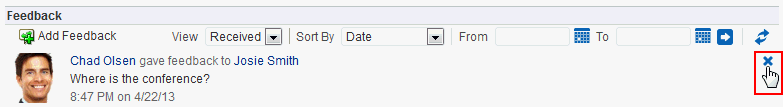 Feedback
Add Feedback View Received Sort By Date From To
Chad Olsen gave feedback to Josie Smith
Where is the conference?
8:47 PM on 4/22/13